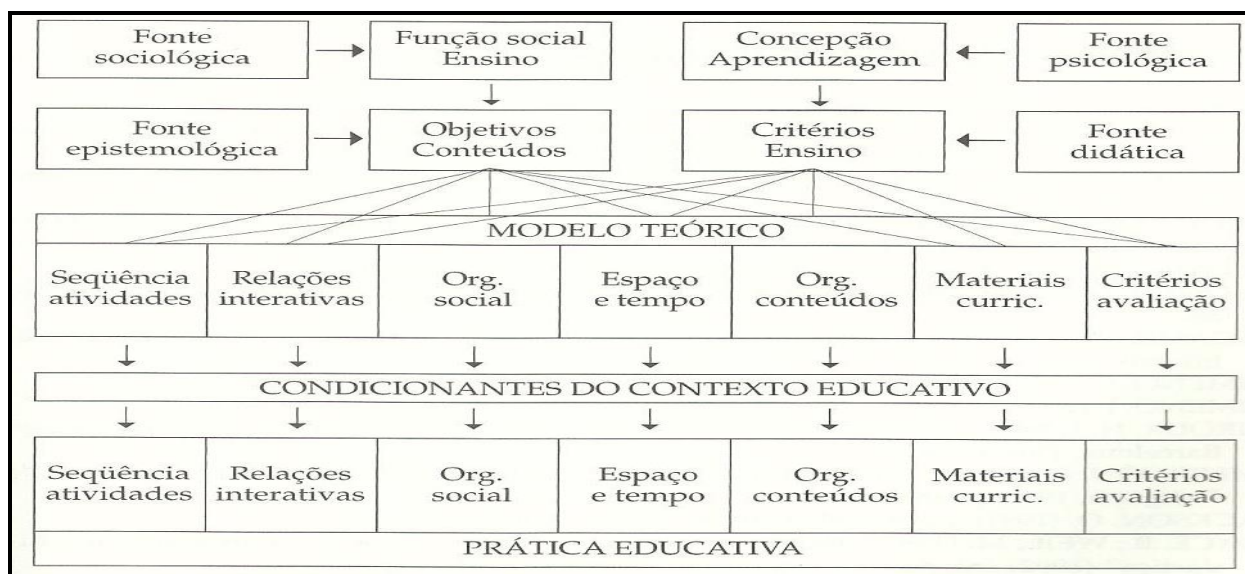 Fonte
sociológica
Função social
Ensino
Concepção
Aprendizagem
Fonte
psicológica
Fonte
epistemológica
Objetivos
Conteúdos
Critérios
Ensino
Fonte
didática
MODELO TEÓRICO
Seqüência
atividades
Relações
interativas
Org.
social
Espaço
e tempo
Org.
conteúdos
Materiais
curric.
Critérios
avaliação
CONDICIONANTES DO CONTEXTO EDUCATIVO
Seqüência
atividades
Relações
interativas
Org.
social
Espaço
e tempo
Org.
conteúdos
Materiais
curric.
Critérios
avaliação
PRÁTICA EDUCATIVA